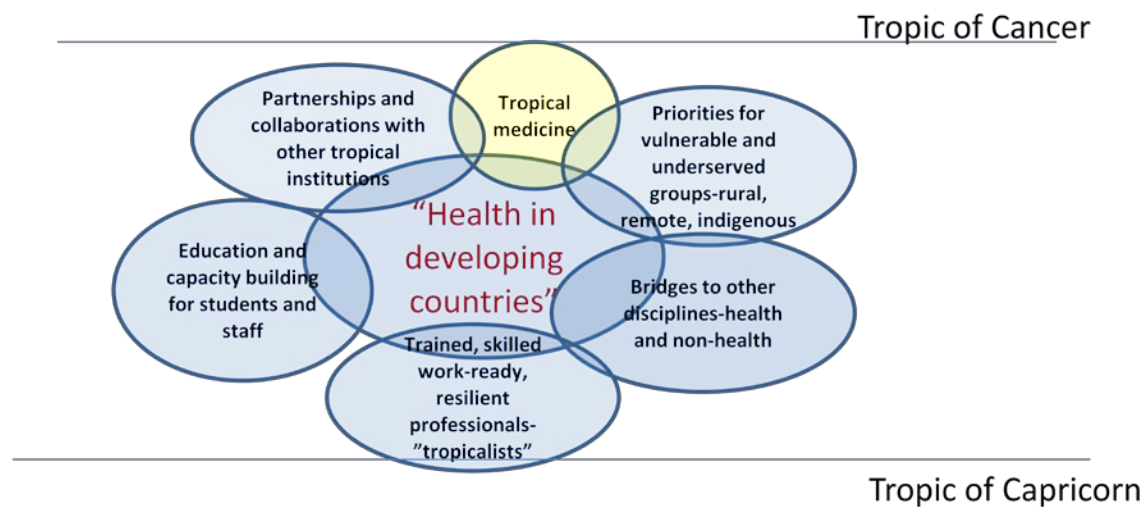 Tropic of Cancer
Partnerships and
collaborations with
other tropical
institutions
Tropical
medicine
Priorities for
vulnerable and
underserved
groups-rural,
remote, indigenous
“Health in
developing
countries”
Education and
capacity building
for students and
staff
Bridges to other
disciplines-health
and non-health
Trained, skilled
work-ready,
resilient
professionals-
”tropicalists”
Tropic of Capricorn